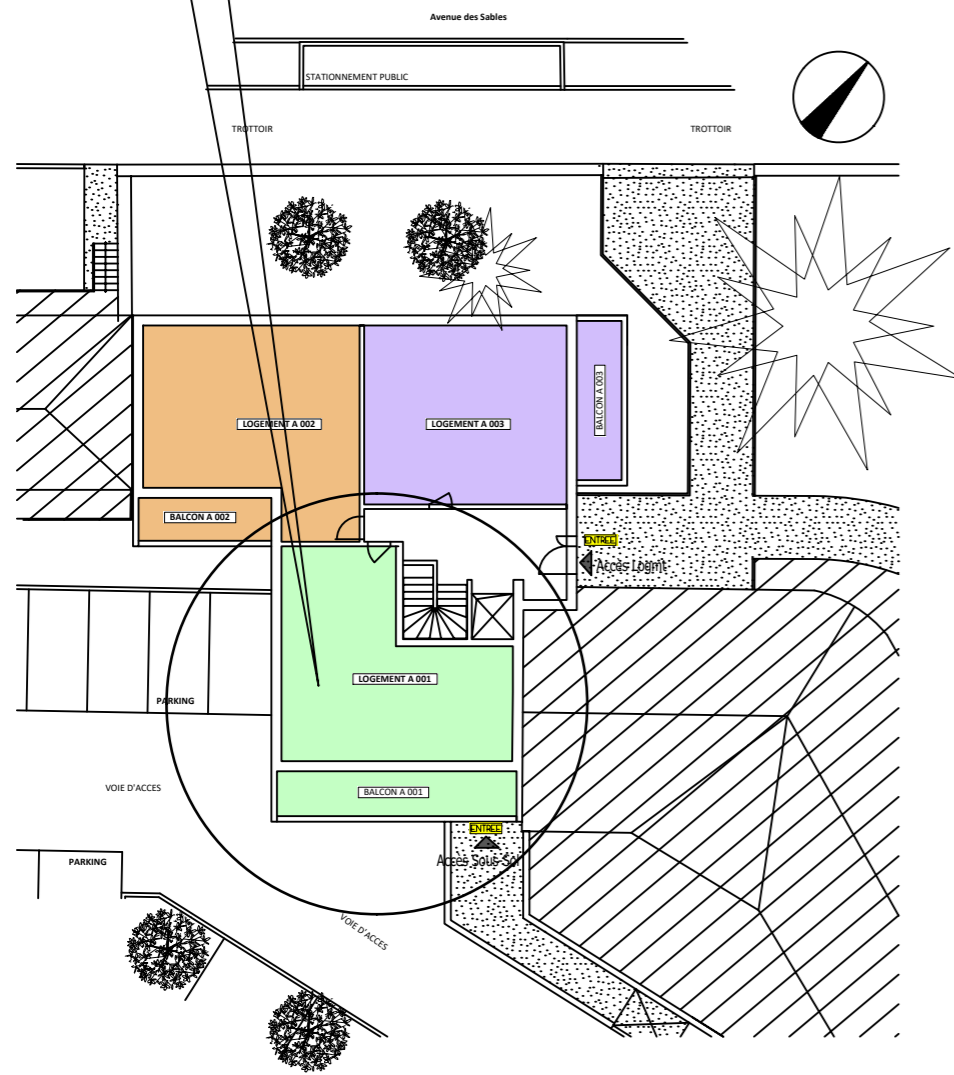 Avenue des Sables
STATIONNEMENT PUBLIC
TROTTOIR
TROTTOIR
BALCON A 003
LOGEMENT A 002
LOGEMENT A 003
BALCON A 002
ENTREE
Accès Logmt
LOGEMENT A 001
PARKING
VOIE D'ACCES
BALCON A 001
ENTREE
Accès Sous-Sol
PARKING
VOIE D'ACCES